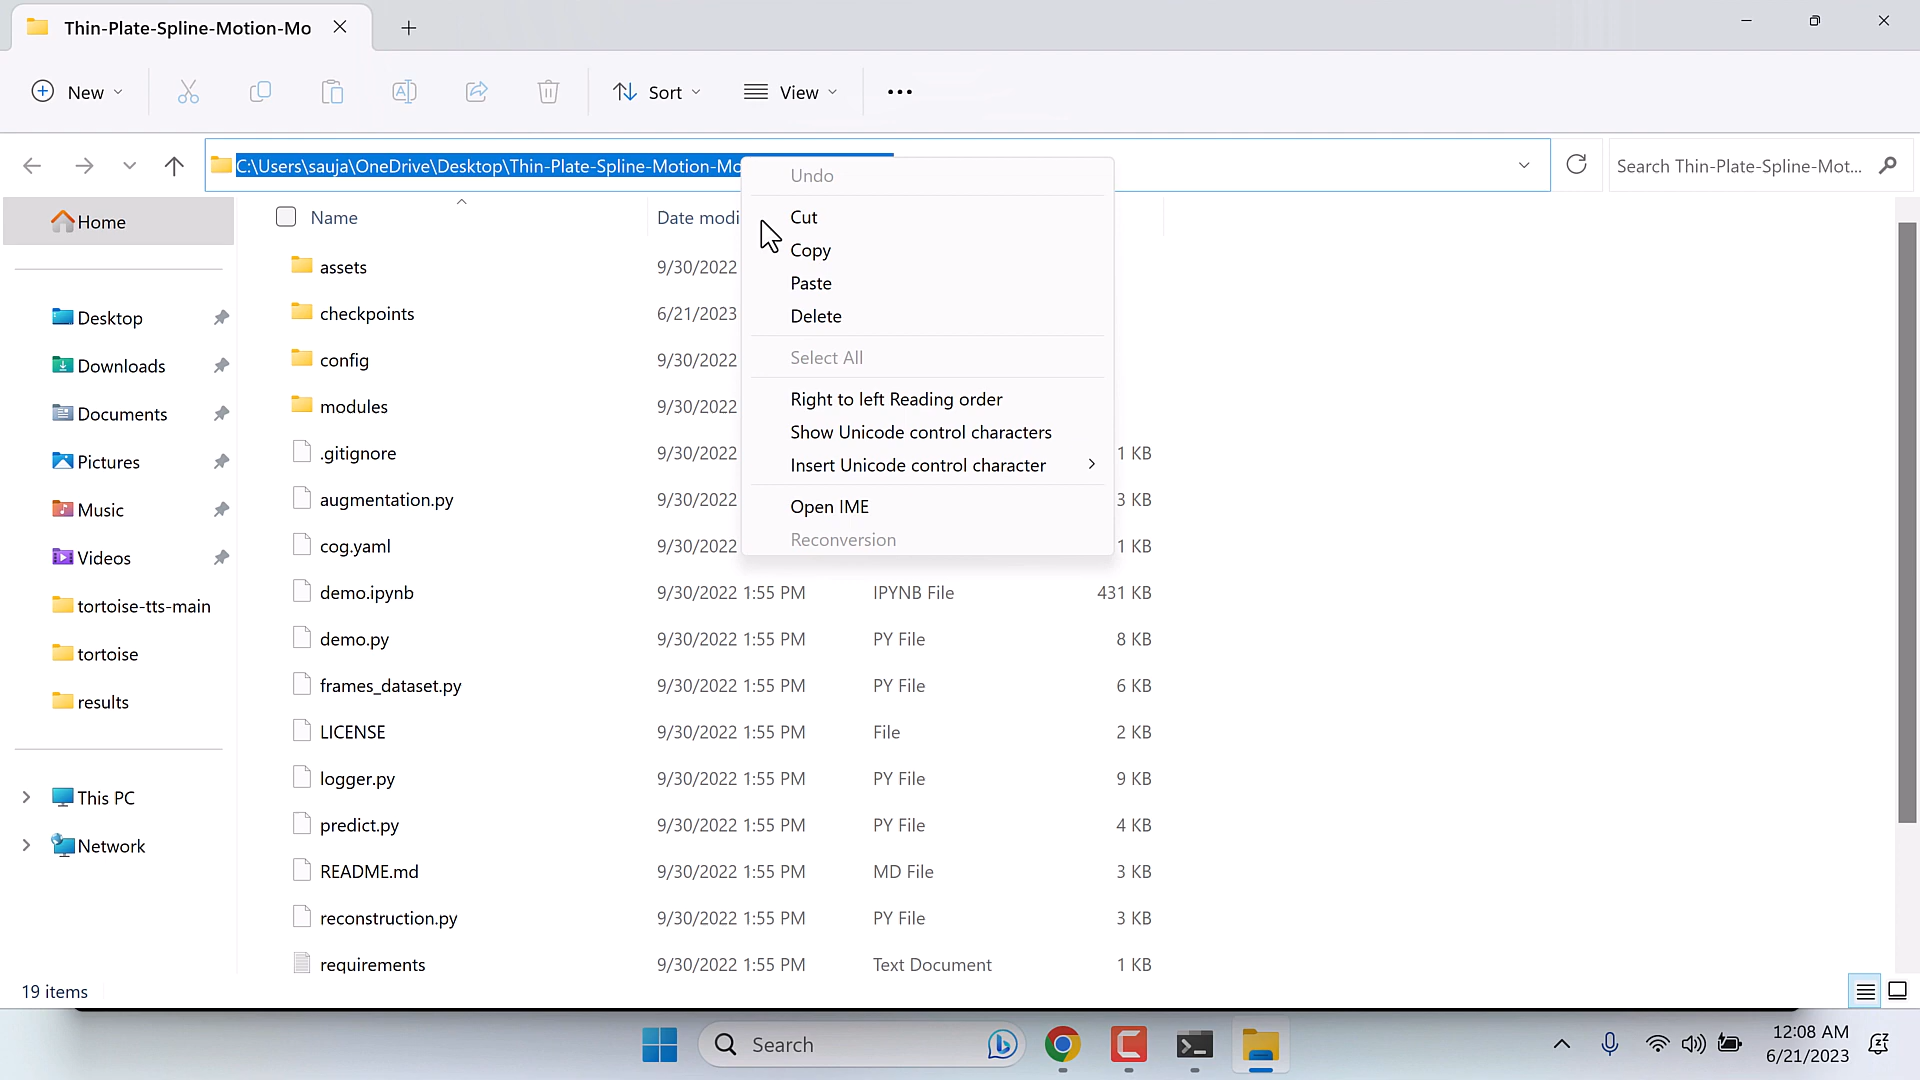 Thin-Plate-Spline-Motion-Mo
New
Sort
View
C:\Users\sauja\OneDrive\Desktop\Thin-Plate-Spline-Motion-Mo
Search Thin-Plate-Spline-Mot...
Home
Desktop
Downloads
Documents
Pictures
Music
Videos
tortoise-tts-main
tortoise
results
This PC
Network
Name Date modi
assets 9/30/2022
checkpoints 6/21/2023
config 9/30/2022
modules 9/30/2022
.gitignore 9/30/2022 1 KB
augmentation.py 9/30/2022 3 KB
cog.yaml 9/30/2022 1 KB
demo.ipynb 9/30/2022 1:55 PM IPYNB File 431 KB
demo.py 9/30/2022 1:55 PM PY File 8 KB
frames_dataset.py 9/30/2022 1:55 PM PY File 6 KB
LICENSE 9/30/2022 1:55 PM File 2 KB
logger.py 9/30/2022 1:55 PM PY File 9 KB
predict.py 9/30/2022 1:55 PM PY File 4 KB
README.md 9/30/2022 1:55 PM MD File 3 KB
reconstruction.py 9/30/2022 1:55 PM PY File 3 KB
requirements 9/30/2022 1:55 PM Text Document 1 KB
Undo
Cut
Copy
Paste
Delete
Select All
Right to left Reading order
Show Unicode control characters
Insert Unicode control character
Open IME
Reconversion
19 items
Search
12:08 AM
6/21/2023